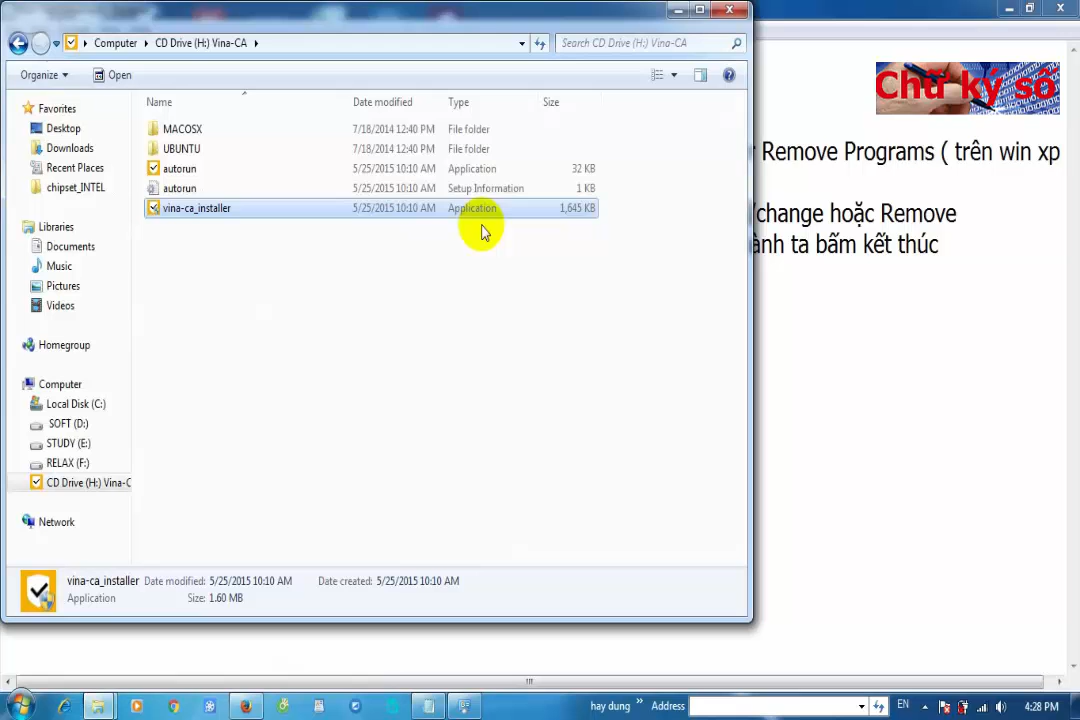 Computer CD Drive (H:) Vina-CA
Search CD Drive (H:) Vina-CA
Organize Open
Name Date modified Type Size
Favorites
Desktop
Downloads
Recent Places
chipset_INTEL
Libraries
Documents
Music
Pictures
Videos
Homegroup
Computer
Local Disk (C:)
SOFT (D:)
STUDY (E:)
RELAX (F:)
CD Drive (H:) Vina-C
Network
MACOSX 7/18/2014 12:40 PM File folder
UBUNTU 7/18/2014 12:40 PM File folder
autorun 5/25/2015 10:10 AM Application 32 KB
autorun 5/25/2015 10:10 AM Setup Information 1 KB
vina-ca_installer 5/25/2015 10:10 AM Application 1,645 KB
vina-ca_installer Date modified: 5/25/2015 10:10 AM Date created: 5/25/2015 10:10 AM
Application Size: 1.60 MB
Chữ ký số
Remove Programs ( trên win xp
/change hoặc Remove
ành ta bấm kết thúc
hay dung » Address EN 4:28 PM